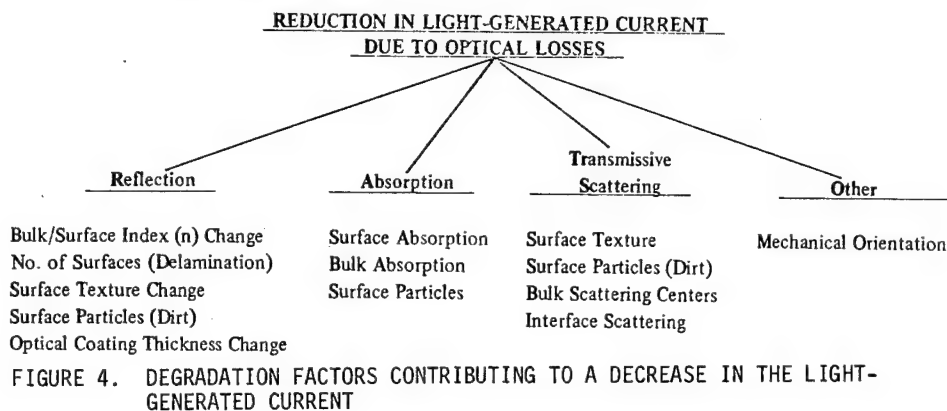 REDUCTION IN LIGHT-GENERATED CURRENT
DUE TO OPTICAL LOSSES
Reflection
Bulk/Surface Index (n) Change
No. of Surfaces (Delamination)
Surface Texture Change
Surface Particles (Dirt)
Optical Coating Thickness Change
Absorption
Surface Absorption
Bulk Absorption
Surface Particles
Transmissive
Scattering
Surface Texture
Surface Particles (Dirt)
Bulk Scattering Centers
Interface Scattering
Other
Mechanical Orientation
FIGURE 4. DEGRADATION FACTORS CONTRIBUTING TO A DECREASE IN THE LIGHT-
GENERATED CURRENT